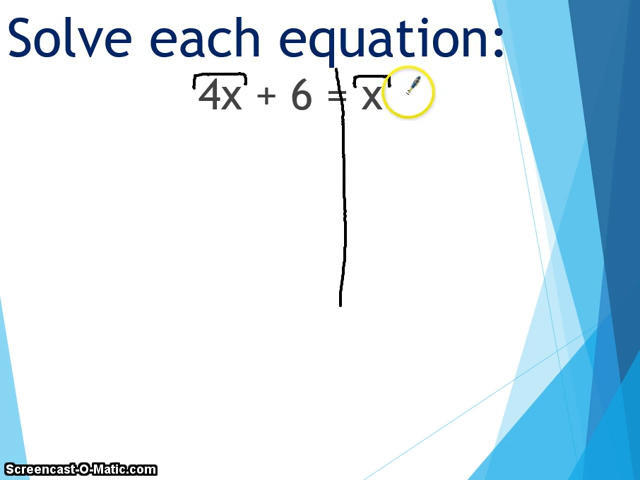 Solve each equation:
4x + 6 = x
Screencast-O-Matic.com